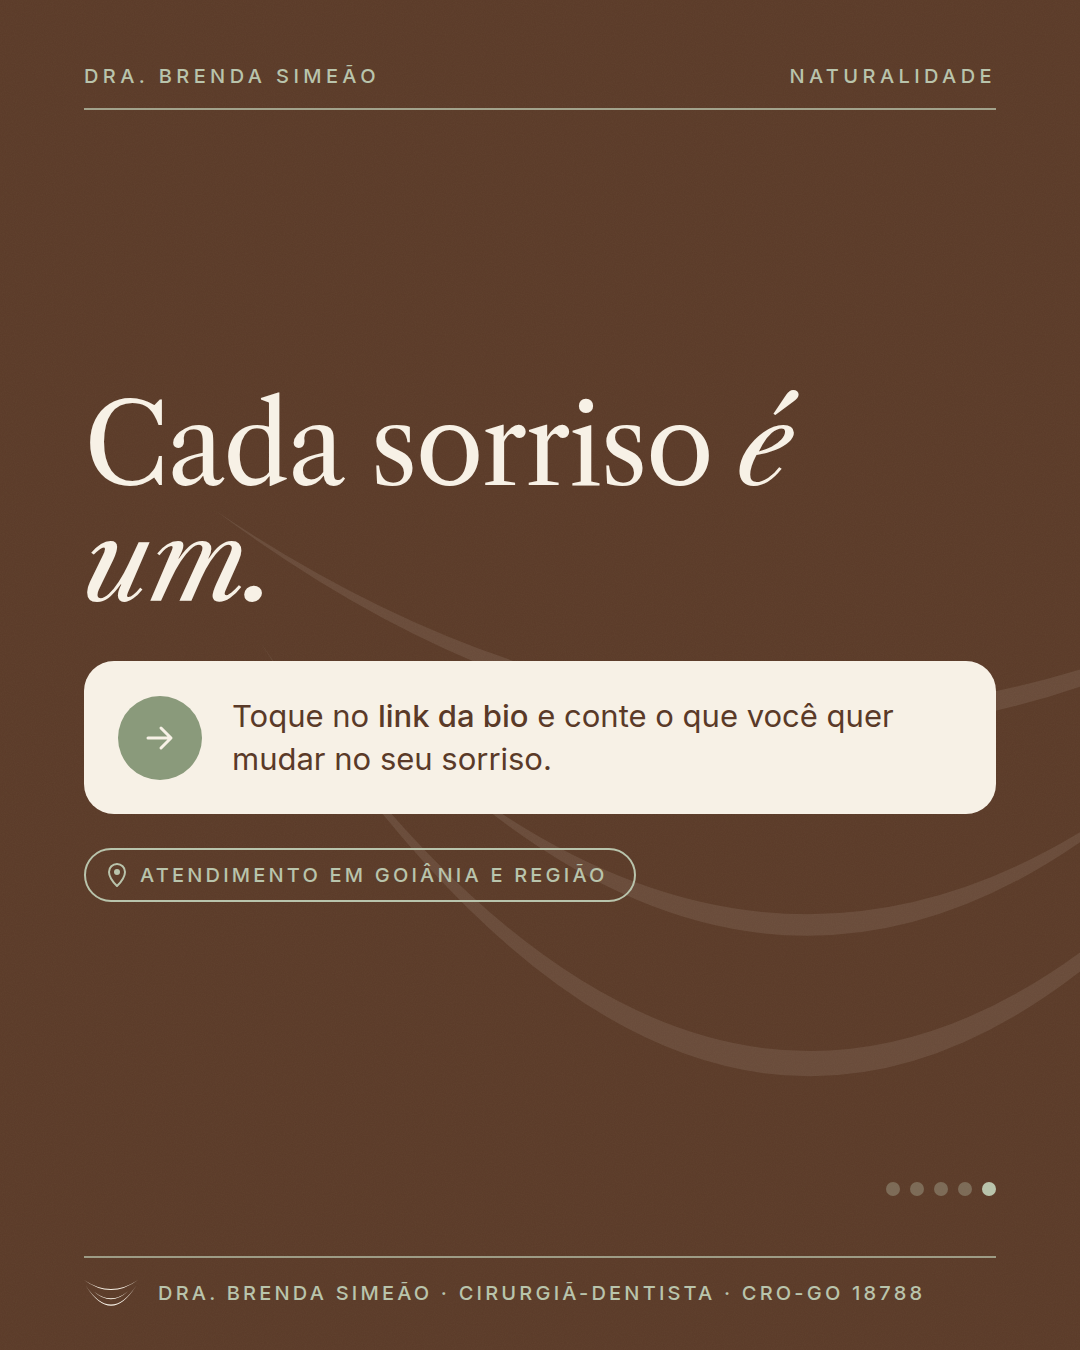 DRA. BRENDA SIMEÃO
NATURALIDADE
Cada sorriso é
um.
Toque no link da bio e conte o que você quer
mudar no seu sorriso.
ATENDIMENTO EM GOIÂNIA E REGIÃO
DRA. BRENDA SIMEÃO · CIRURGIÃ-DENTISTA · CRO-GO 18788